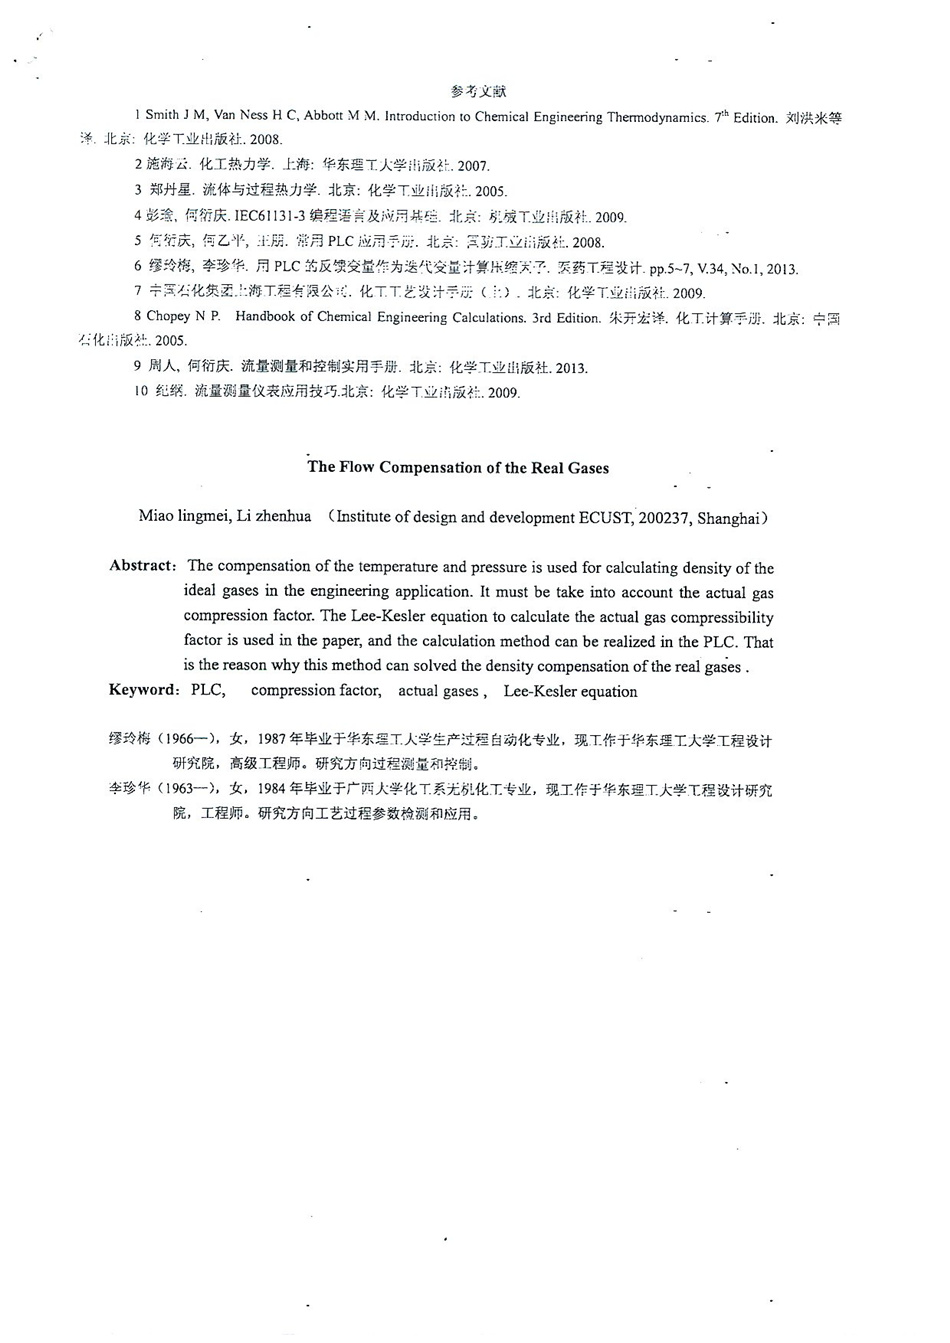 参考文献
1 Smith J M, Van Ness H C, Abbott M M. Introduction to Chemical Engineering Thermodynamics. 7th Edition. 刘洪来等
译. 北京: 化学工业出版社. 2008.
2 施海云. 化工热力学. 上海: 华东理工大学出版社. 2007.
3 郑丹星. 流体与过程热力学. 北京: 化学工业出版社. 2005.
4 彭瑜, 何衍庆. IEC61131-3 编程语言及应用基础. 北京: 机械工业出版社. 2009.
5 何衍庆, 何乙平, 王朋. 常用 PLC 应用手册. 北京: 国防工业出版社. 2008.
6 缪玲梅, 李珍华. 用 PLC 的反馈变量作为迭代变量计算压缩因子. 医药工程设计. pp.5~7, V.34, No.1, 2013.
7 中国石化集团上海工程有限公司. 化工工艺设计手册（上）. 北京: 化学工业出版社. 2009.
8 Chopey N P. Handbook of Chemical Engineering Calculations. 3rd Edition. 朱开宏译. 化工计算手册. 北京: 中国
石化出版社. 2005.
9 周人, 何衍庆. 流量测量和控制实用手册. 北京: 化学工业出版社. 2013.
10 纪纲. 流量测量仪表应用技巧.北京: 化学工业出版社. 2009.
The Flow Compensation of the Real Gases
Miao lingmei, Li zhenhua （Institute of design and development ECUST, 200237, Shanghai）
Abstract: The compensation of the temperature and pressure is used for calculating density of the
ideal gases in the engineering application. It must be take into account the actual gas
compression factor. The Lee-Kesler equation to calculate the actual gas compressibility
factor is used in the paper, and the calculation method can be realized in the PLC. That
is the reason why this method can solved the density compensation of the real gases .
Keyword: PLC, compression factor, actual gases , Lee-Kesler equation
缪玲梅（1966—），女，1987 年毕业于华东理工大学生产过程自动化专业，现工作于华东理工大学工程设计
研究院，高级工程师。研究方向过程测量和控制。
李珍华（1963—），女，1984 年毕业于广西大学化工系无机化工专业，现工作于华东理工大学工程设计研究
院，工程师。研究方向工艺过程参数检测和应用。